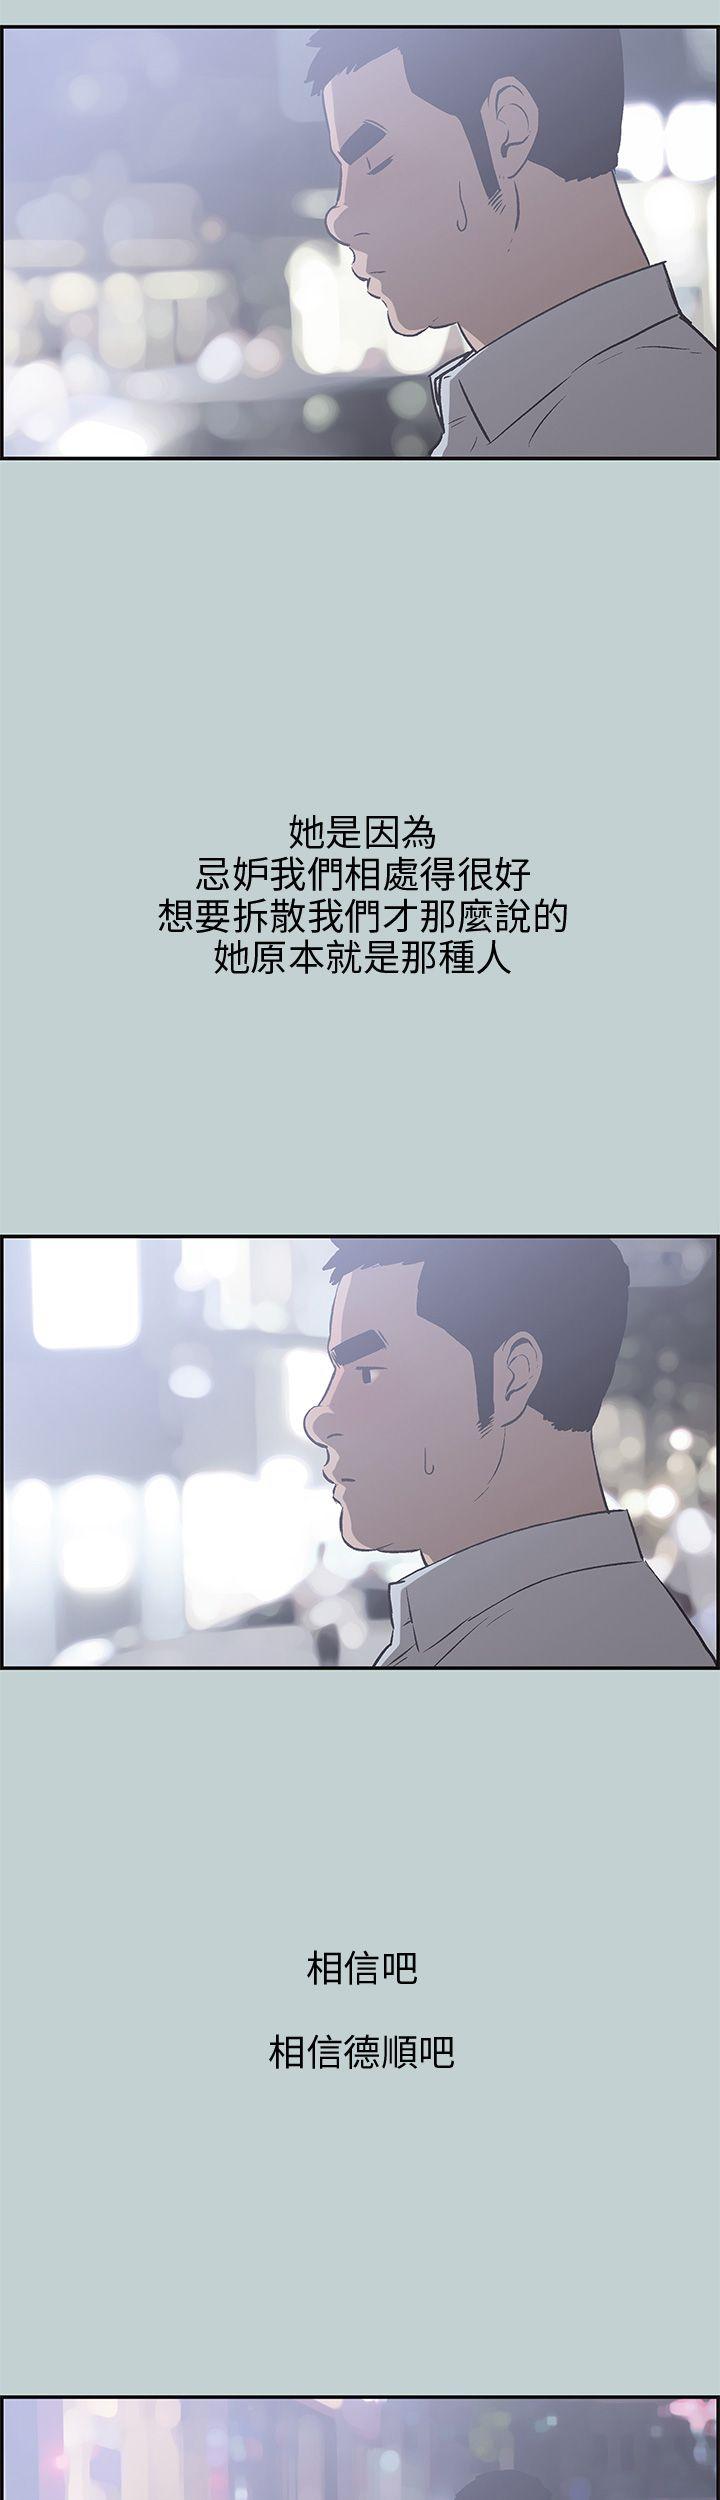 她是因為
忌妒我們相處得很好
想要拆散我們才那麼說的
她原本就是那種人
相信吧
相信德順吧